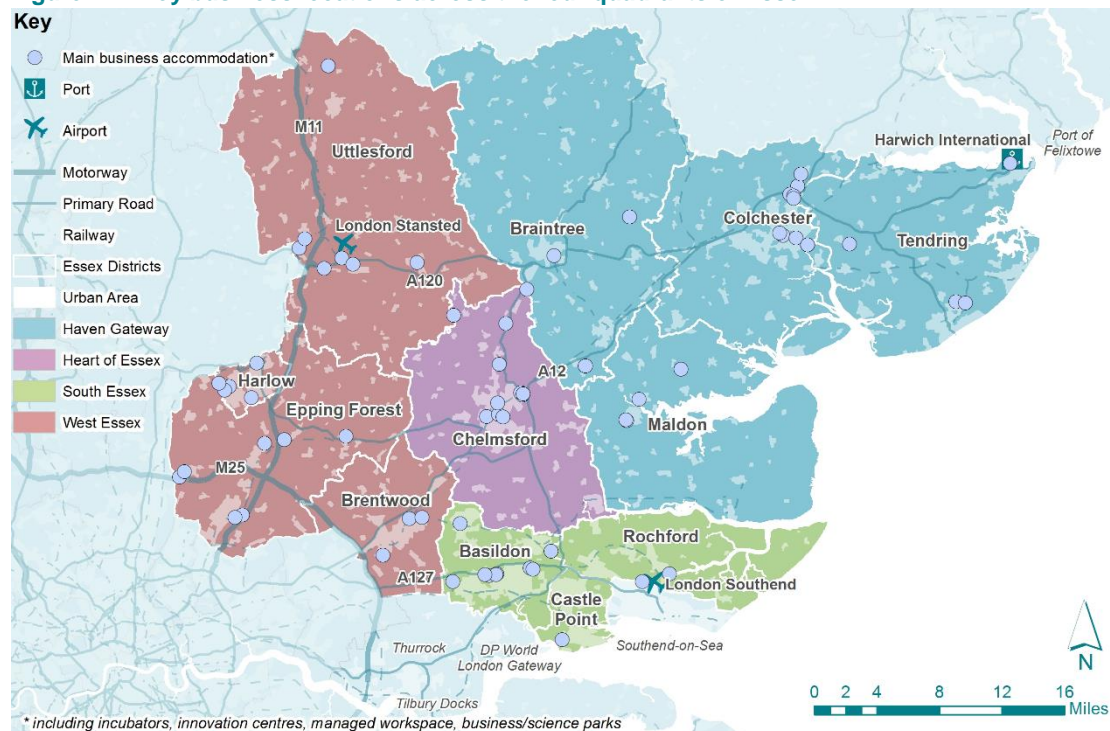 Key
Main business accommodation*
Port
Airport
Motorway
Primary Road
Railway
Essex Districts
Urban Area
Haven Gateway
Heart of Essex
South Essex
West Essex
M11
Uttlesford
London Stansted
A120
Braintree
Harwich International
Port of
Felixtowe
Colchester
Tendring
Harlow
Epping Forest
A12
Chelmsford
Maldon
M25
Brentwood
A127
Basildon
Rochford
London Southend
Castle
Point
Thurrock
DP World
London Gateway
Southend-on-Sea
Tilbury Docks
N
0 2 4 8 12 16
Miles
* including incubators, innovation centres, managed workspace, business/science parks